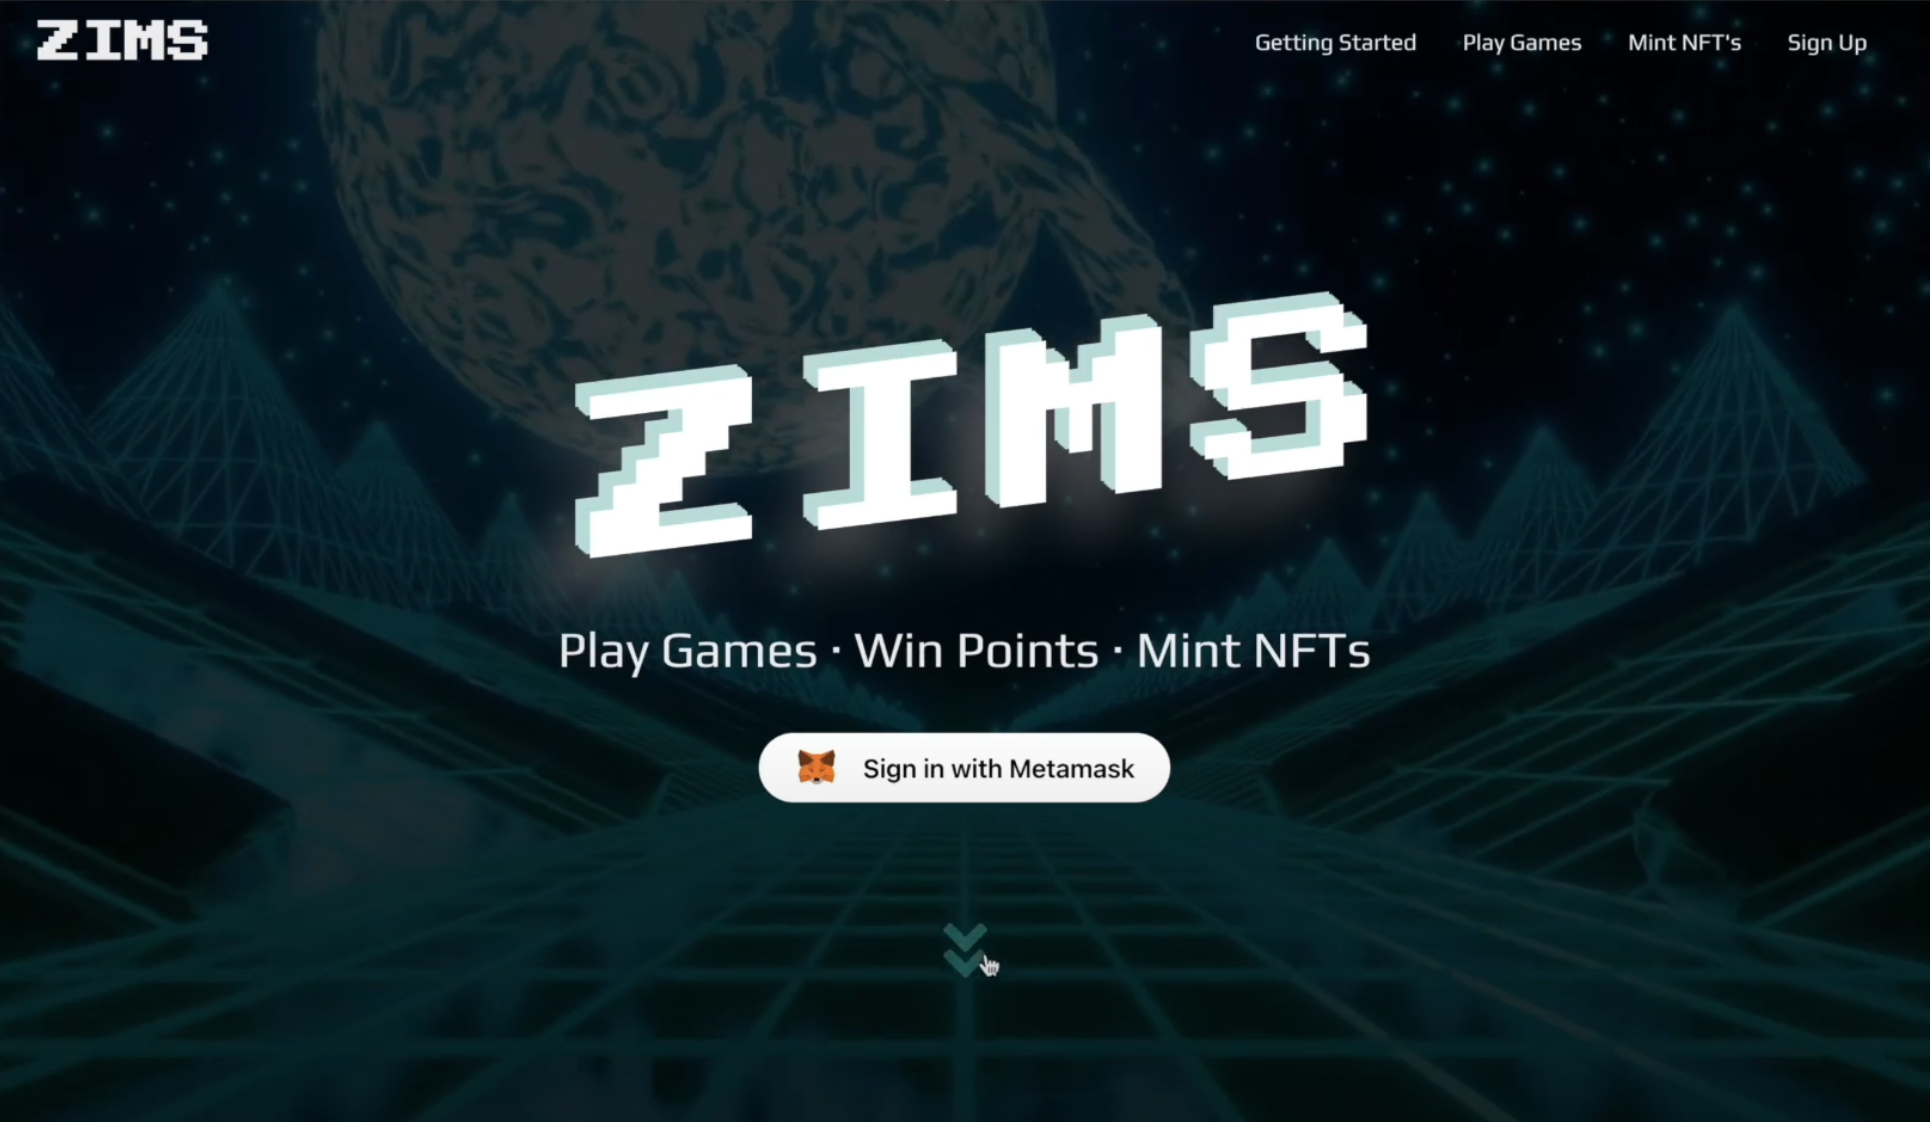 ZIMS
Getting Started
Play Games
Mint NFT's
Sign Up
ZIMS
Play Games · Win Points · Mint NFTs
Sign in with Metamask